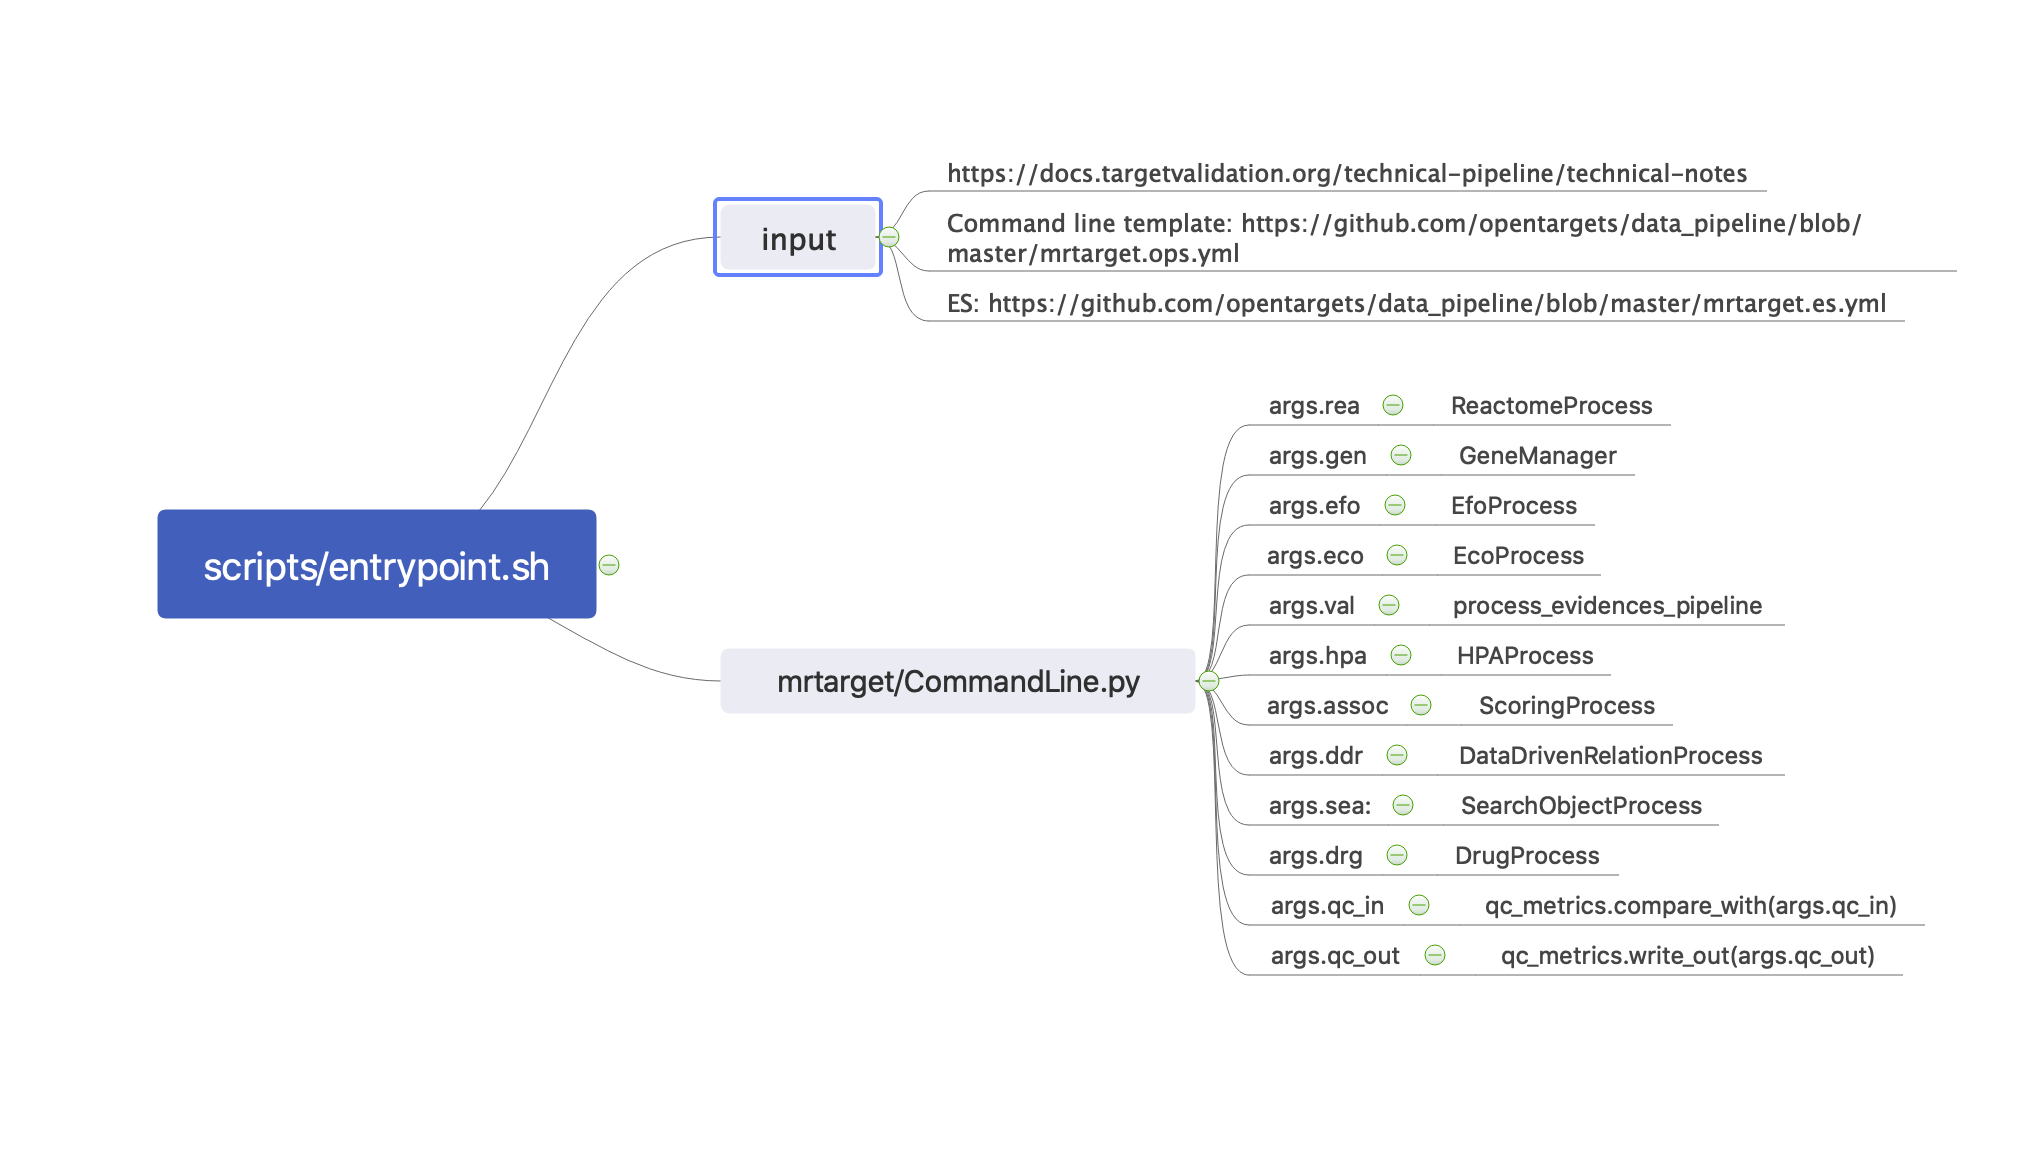 https://docs.targetvalidation.org/technical-pipeline/technical-notes
input
Command line template: https://github.com/opentargets/data_pipeline/blob/
master/mrtarget.ops.yml
ES: https://github.com/opentargets/data_pipeline/blob/master/mrtarget.es.yml
scripts/entrypoint.sh
mrtarget/CommandLine.py
args.rea ReactomeProcess
args.gen GeneManager
args.efo EfoProcess
args.eco EcoProcess
args.val process_evidences_pipeline
args.hpa HPAProcess
args.assoc ScoringProcess
args.ddr DataDrivenRelationProcess
args.sea: SearchObjectProcess
args.drg DrugProcess
args.qc_in qc_metrics.compare_with(args.qc_in)
args.qc_out qc_metrics.write_out(args.qc_out)